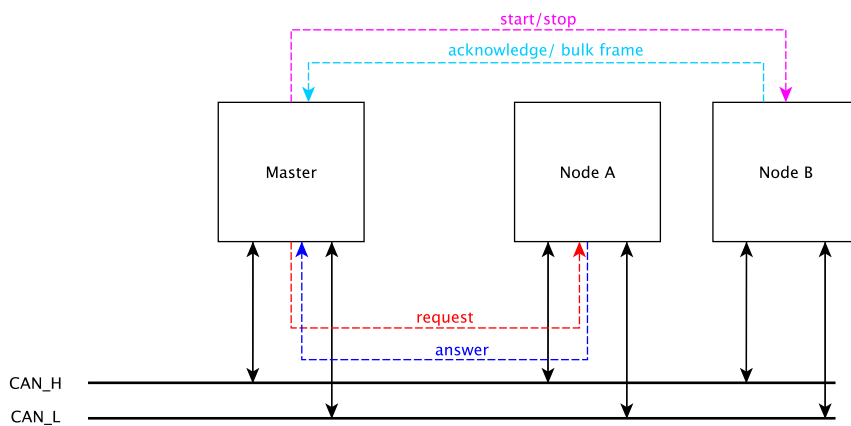 start/stop
acknowledge/ bulk frame
Master
Node A
Node B
request
answer
CAN_H
CAN_L